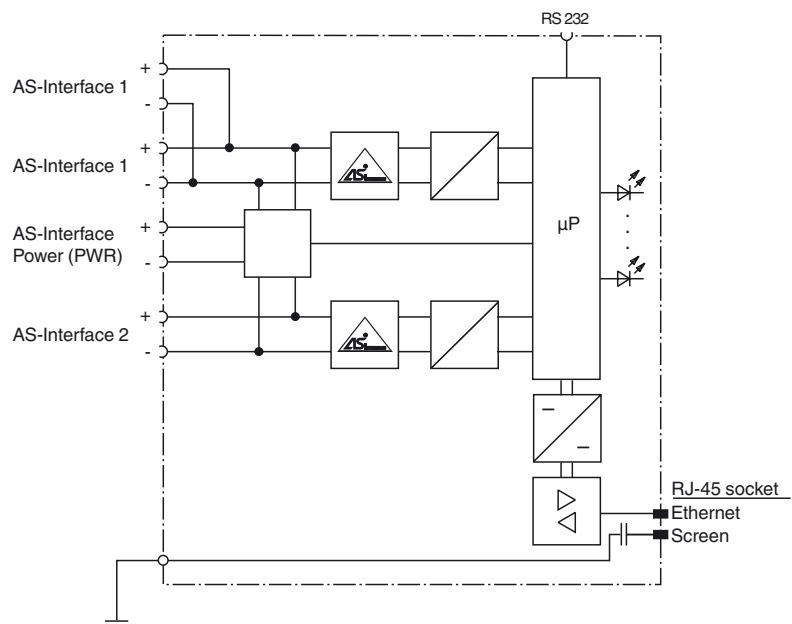 RS 232
+
AS-Interface 1
-
+
AS-Interface 1
-
+
AS-Interface
Power (PWR)
-
+
AS-Interface 2
-
µP
RJ-45 socket
Ethernet
Screen